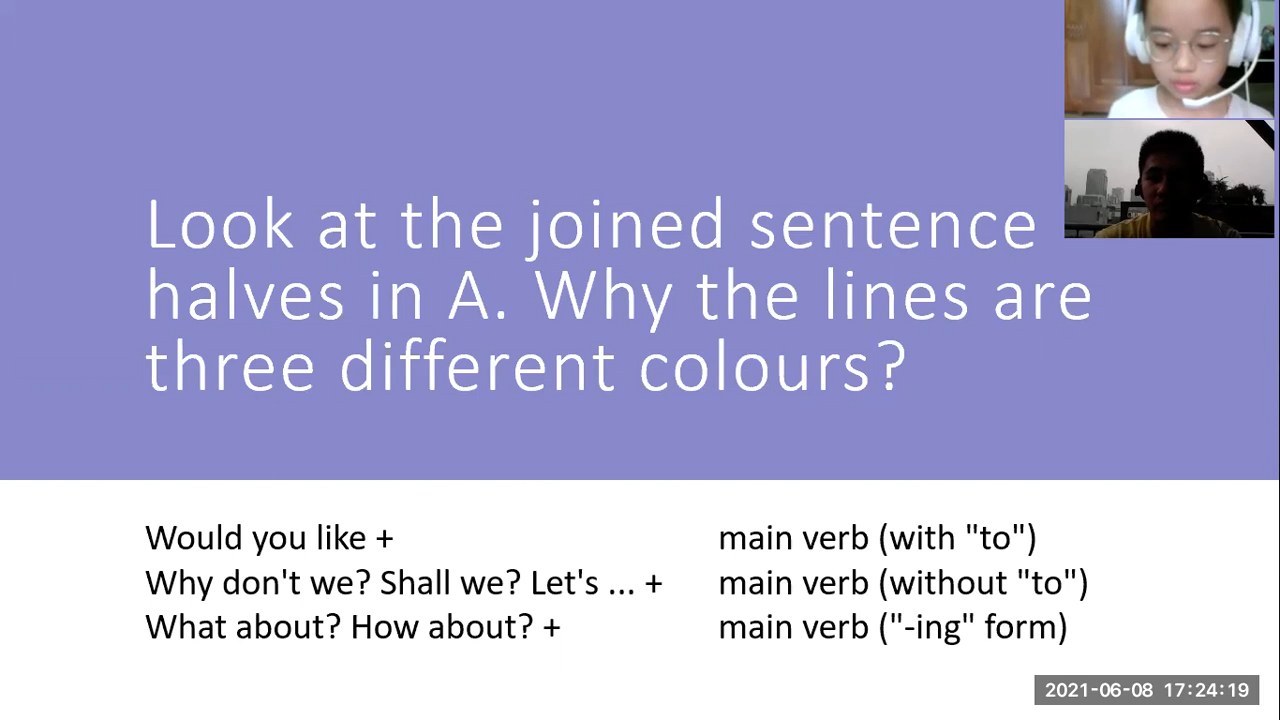 Look at the joined sentence
halves in A. Why the lines are
three different colours?
Would you like + main verb (with "to")
Why don't we? Shall we? Let's ... + main verb (without "to")
What about? How about? + main verb ("-ing" form)
2021-06-08 17:24:19